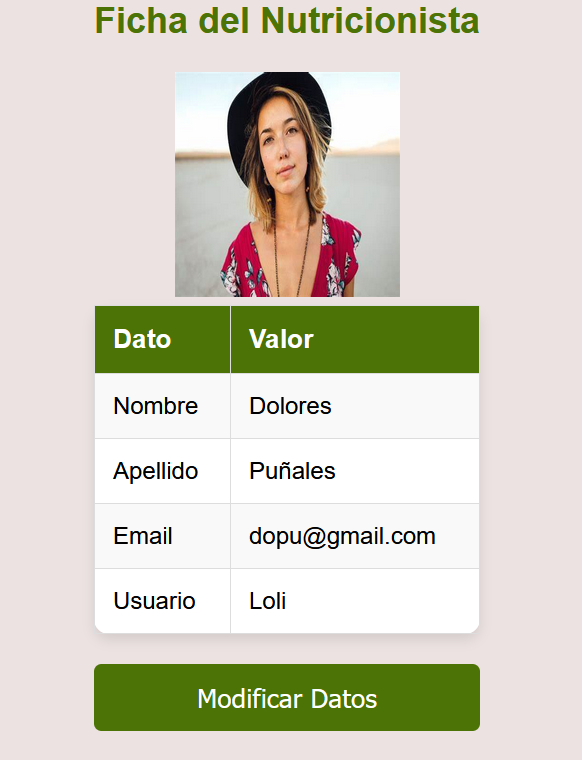 Ficha del Nutricionista
Dato Valor
Nombre Dolores
Apellido Puñales
Email dopu@gmail.com
Usuario Loli
Modificar Datos